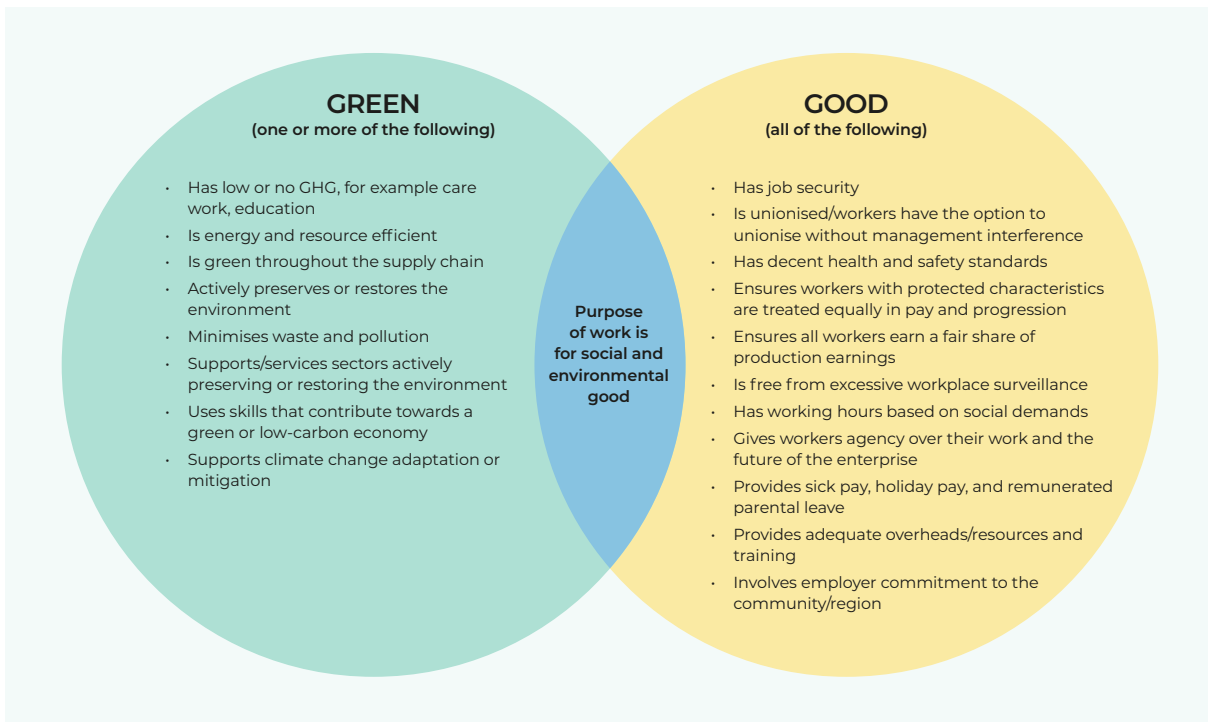 GREEN
(one or more of the following)
• Has low or no GHG, for example care
work, education
• Is energy and resource efficient
• Is green throughout the supply chain
• Actively preserves or restores the
environment
• Minimises waste and pollution
• Supports/services sectors actively
preserving or restoring the environment
• Uses skills that contribute towards a
green or low-carbon economy
• Supports climate change adaptation or
mitigation
Purpose
of work is
for social and
environmental
good
GOOD
(all of the following)
• Has job security
• Is unionised/workers have the option to
unionise without management interference
• Has decent health and safety standards
• Ensures workers with protected characteristics
are treated equally in pay and progression
• Ensures all workers earn a fair share of
production earnings
• Is free from excessive workplace surveillance
• Has working hours based on social demands
• Gives workers agency over their work and the
future of the enterprise
• Provides sick pay, holiday pay, and remunerated
parental leave
• Provides adequate overheads/resources and
training
• Involves employer commitment to the
community/region